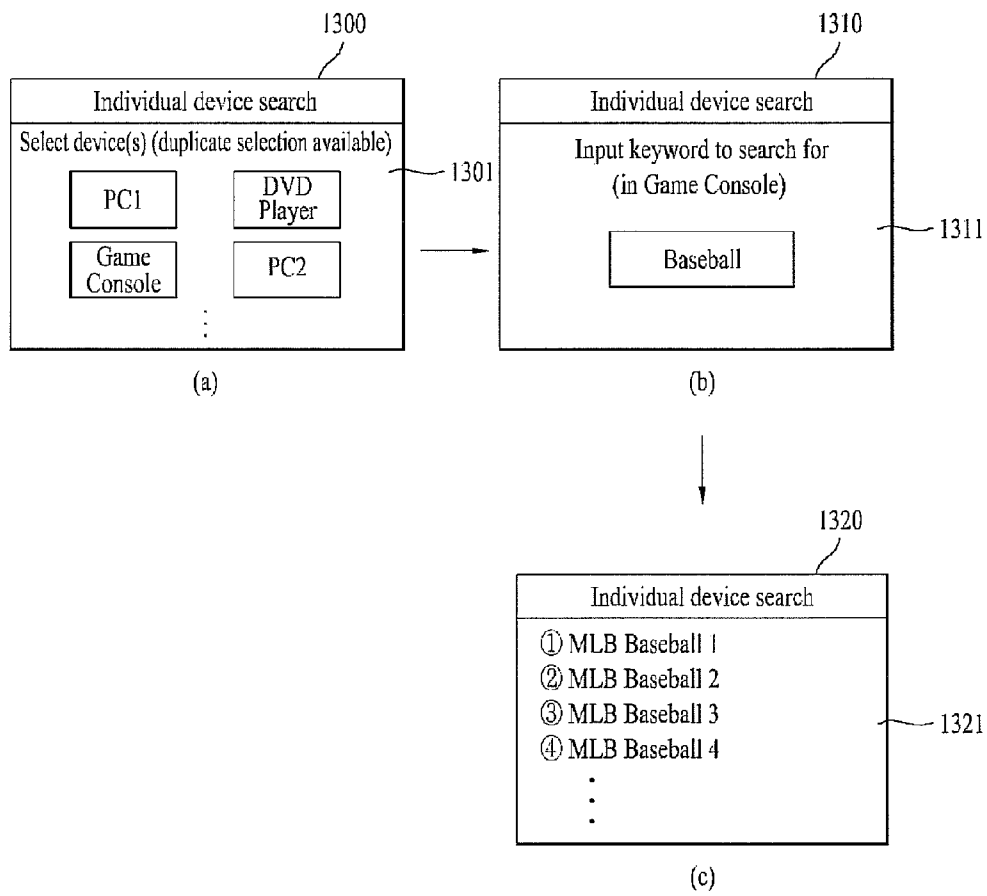 1300
Individual device search
Select device(s) (duplicate selection available)
1301
PC1
DVD
Player
Game
Console
PC2
(a)
1310
Individual device search
Input keyword to search for
(in Game Console)
1311
Baseball
(b)
1320
Individual device search
① MLB Baseball 1
② MLB Baseball 2
③ MLB Baseball 3
④ MLB Baseball 4
1321
(c)